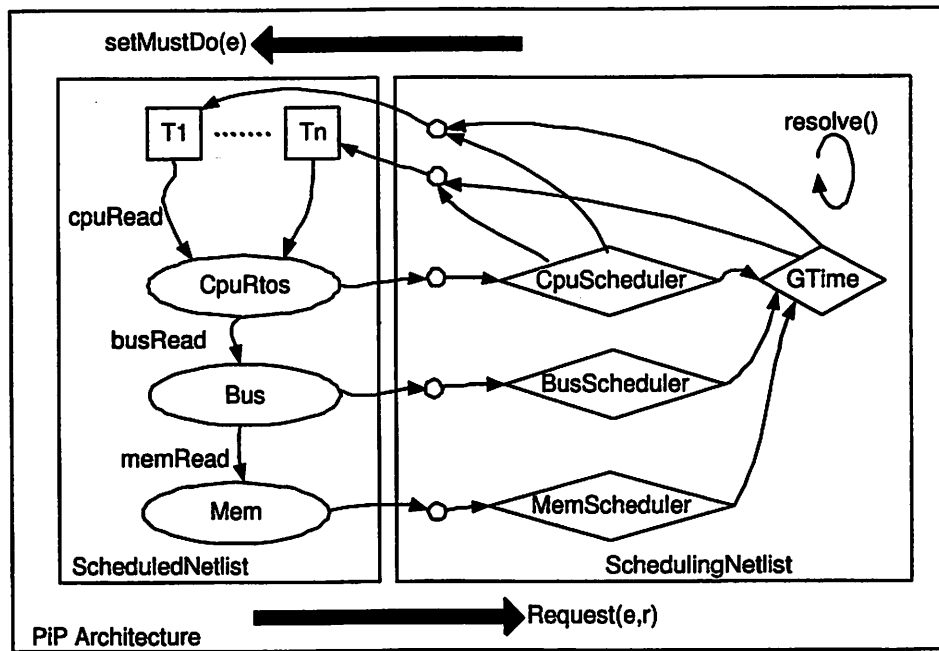 setMustDo(e)
T1 ....... Tn
resolve()
cpuRead
CpuRtos
CpuScheduler
GTime
busRead
Bus
BusScheduler
memRead
Mem
MemScheduler
ScheduledNetlist
SchedulingNetlist
Request(e,r)
PiP Architecture